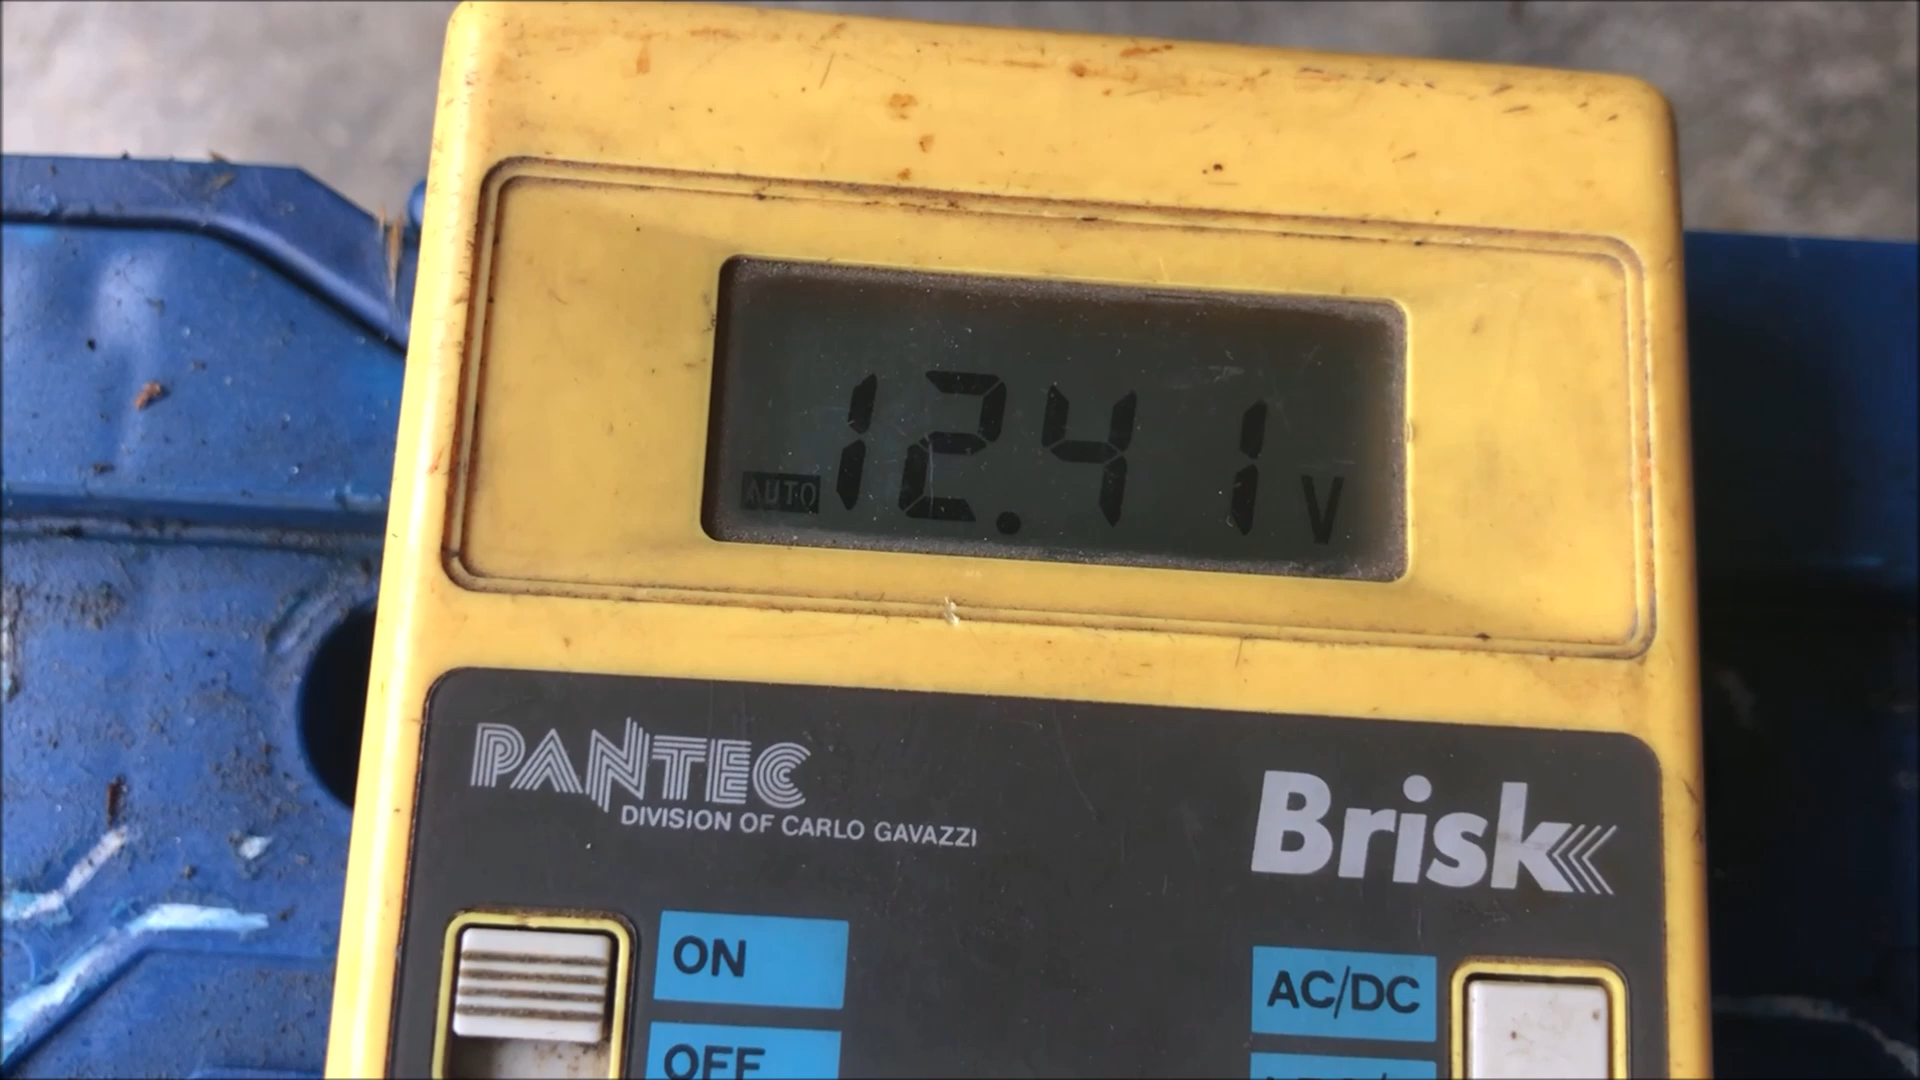 AUTO 12.41 V
PANTEC
DIVISION OF CARLO GAVAZZI
Brisk
ON
AC/DC
OFF